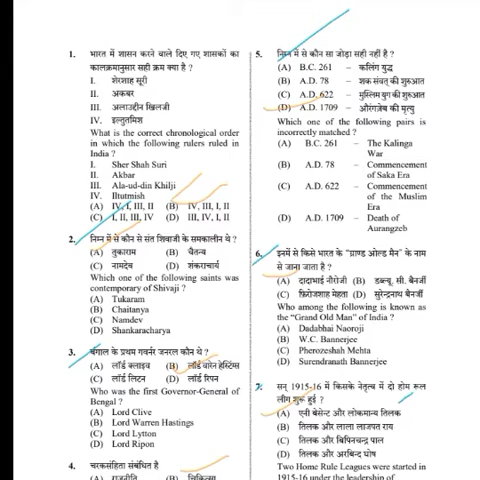 1. भारत में शासन करने वाले दिए गए शासकों का
कालक्रमानुसार सही क्रम क्या है ?
I. शेरशाह सूरी
II. अकबर
III. अलाउद्दीन खिलजी
IV. इल्तुतमिश
What is the correct chronological order
in which the following rulers ruled in
India ?
I. Sher Shah Suri
II. Akbar
III. Ala-ud-din Khilji
IV. Iltutmish
(A) IV, I, III, II (B) IV, III, I, II
(C) I, II, III, IV (D) III, IV, I, II
2. निम्न में से कौन से संत शिवाजी के समकालीन थे ?
(A) तुकाराम (B) चैतन्य
(C) नामदेव (D) शंकराचार्य
Which one of the following saints was
contemporary of Shivaji ?
(A) Tukaram
(B) Chaitanya
(C) Namdev
(D) Shankaracharya
3. बंगाल के प्रथम गवर्नर जनरल कौन थे ?
(A) लॉर्ड क्लाइव (B) लॉर्ड वारेन हेस्टिंग्स
(C) लॉर्ड लिटन (D) लॉर्ड रिपन
Who was the first Governor-General of
Bengal ?
(A) Lord Clive
(B) Lord Warren Hastings
(C) Lord Lytton
(D) Lord Ripon
4. चरकसंहिता संबंधित है
(A) राजनीति (B) चिकित्सा
5. निम्न में से कौन सा जोड़ा सही नहीं है ?
(A) B.C. 261 – कलिंग युद्ध
(B) A.D. 78 – शक संवत् की शुरुआत
(C) A.D. 622 – मुस्लिम युग की शुरुआत
(D) A.D. 1709 – औरंगज़ेब की मृत्यु
Which one of the following pairs is
incorrectly matched ?
(A) B.C. 261 – The Kalinga
War
(B) A.D. 78 – Commencement
of Saka Era
(C) A.D. 622 – Commencement
of the Muslim
Era
(D) A.D. 1709 – Death of
Aurangzeb
6. इनमें से किसे भारत के “ग्राण्ड ओल्ड मैन” के नाम
से जाना जाता है ?
(A) दादाभाई नौरोजी (B) डब्ल्यू. सी. बैनर्जी
(C) फ़िरोजशाह मेहता (D) सुरेन्द्रनाथ बैनर्जी
Who among the following is known as
the “Grand Old Man” of India ?
(A) Dadabhai Naoroji
(B) W.C. Bannerjee
(C) Pherozeshah Mehta
(D) Surendranath Bannerjee
7. सन् 1915-16 में किसके नेतृत्व में दो होम रूल
लीग शुरू हुई ?
(A) एनी बेसेन्ट और लोकमान्य तिलक
(B) तिलक और लाला लाजपत राय
(C) तिलक और बिपिनचन्द्र पाल
(D) तिलक और अरबिन्द घोष
Two Home Rule Leagues were started in
1915-16 under the leadership of